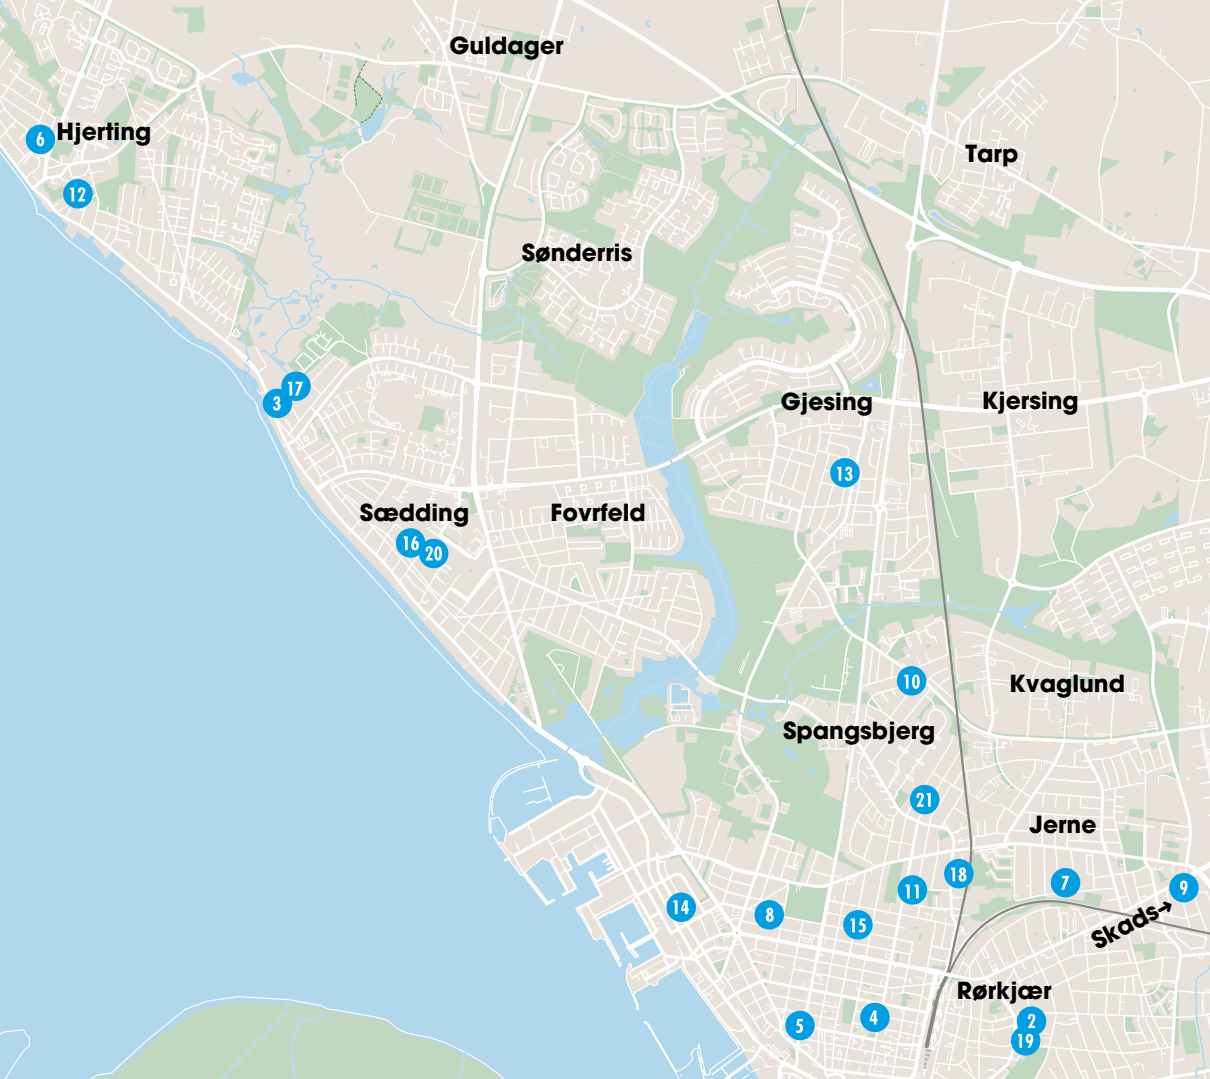 Guldager
6 Hjerting
Tarp
12
Sønderris
17
3
Gjesing
Kjersing
13
Sædding
Fovrfeld
16
20
10
Kvaglund
Spangsbjerg
21
Jerne
18
7
9
11
14
8
15
Skads→
Rørkjær
4
2
5
19